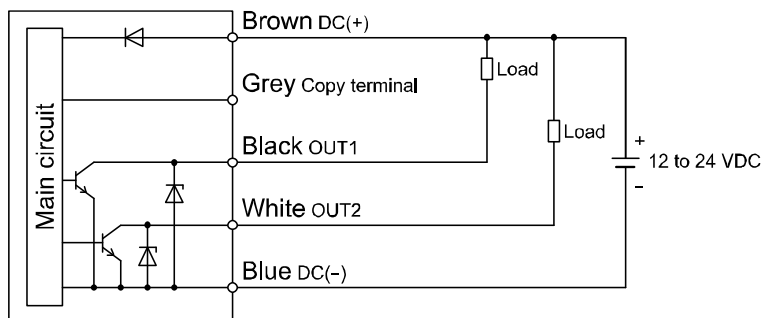 Brown DC(+)
Load
Grey Copy terminal
Load
Main circuit
Black OUT1
+
12 to 24 VDC
−
White OUT2
Blue DC(−)